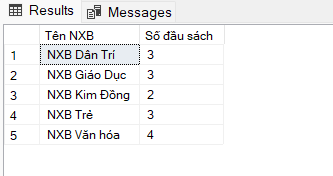 Results Messages
Tên NXB Số đầu sách
1 NXB Dân Trí 3
2 NXB Giáo Dục 3
3 NXB Kim Đồng 2
4 NXB Trẻ 3
5 NXB Văn hóa 4